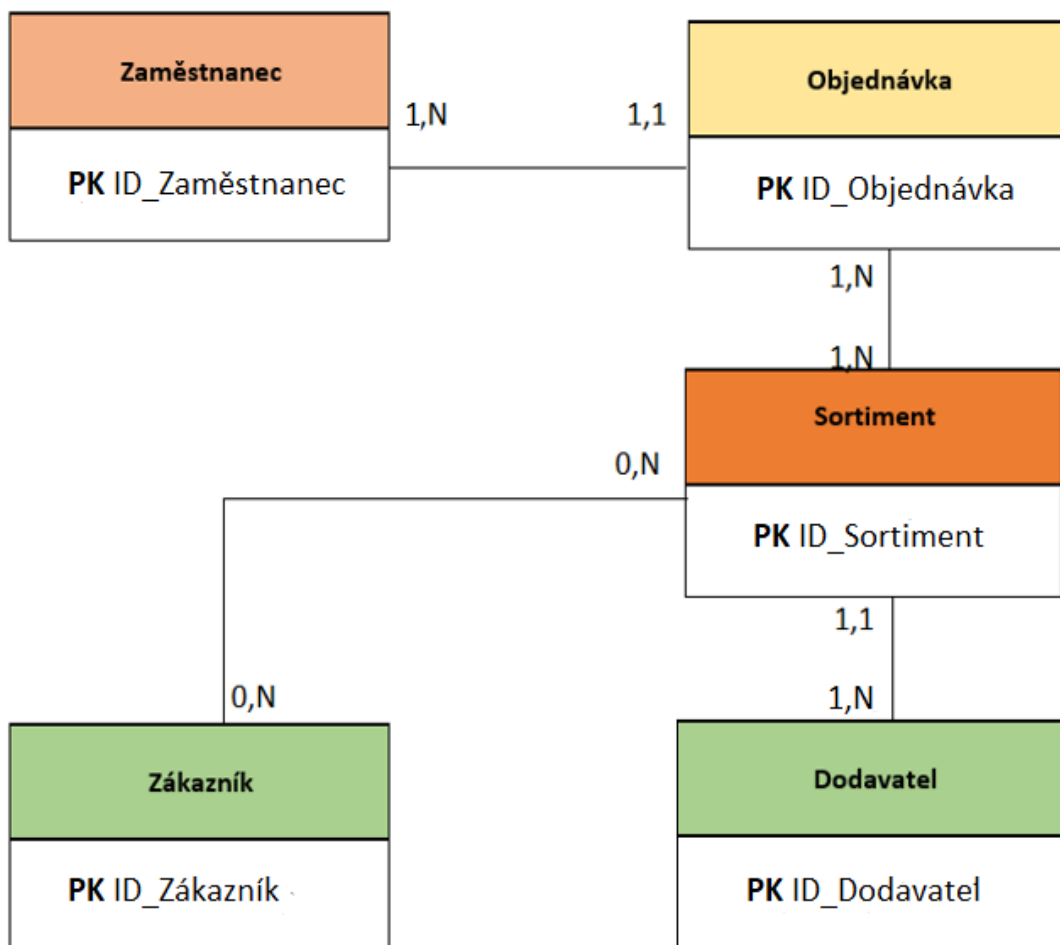 Zaměstnanec
PK ID_Zaměstnanec
1,N
1,1
Objednávka
PK ID_Objednávka
1,N
1,N
Sortiment
PK ID_Sortiment
0,N
0,N
1,1
1,N
Zákazník
PK ID_Zákazník
Dodavatel
PK ID_Dodavatel